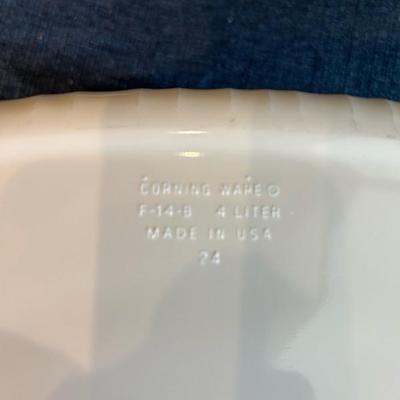 CORNING WARE ®
F-14-B 4 LITER
MADE IN USA
24